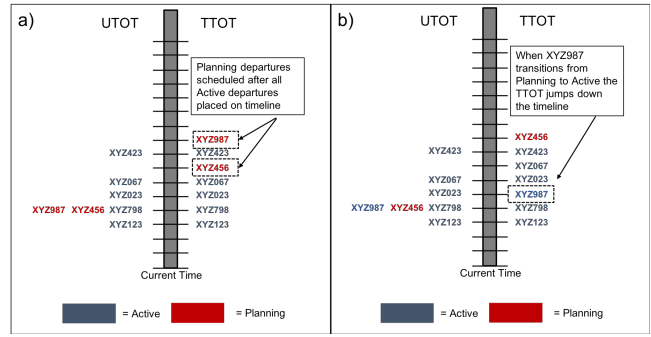 a)
UTOT TTOT
Planning departures
scheduled after all
Active departures
placed on timeline
XYZ987
XYZ423 XYZ423
XYZ456
XYZ067 XYZ067
XYZ023 XYZ023
XYZ987 XYZ456 XYZ798 XYZ798
XYZ123 XYZ123
Current Time
= Active = Planning
b)
UTOT TTOT
When XYZ987
transitions from
Planning to Active the
TTOT jumps down
the timeline
XYZ456
XYZ423 XYZ423
XYZ067
XYZ067 XYZ023
XYZ023 XYZ987
XYZ987 XYZ456 XYZ798 XYZ798
XYZ123 XYZ123
Current Time
= Active = Planning